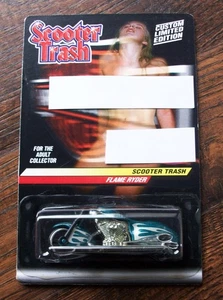 Scooter
Trash
CUSTOM
LIMITED
EDITION
FOR THE
ADULT
COLLECTOR
SCOOTER TRASH
FLAME RYDER